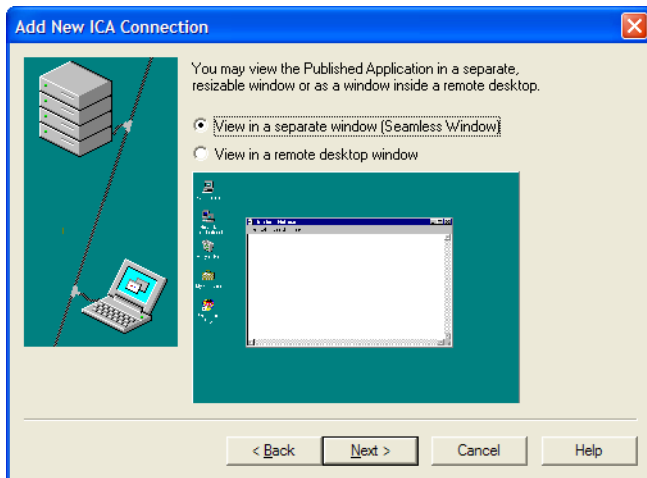 Add New ICA Connection
You may view the Published Application in a separate,
resizable window or as a window inside a remote desktop.
View in a separate window (Seamless Window)
View in a remote desktop window
< Back
Next >
Cancel
Help